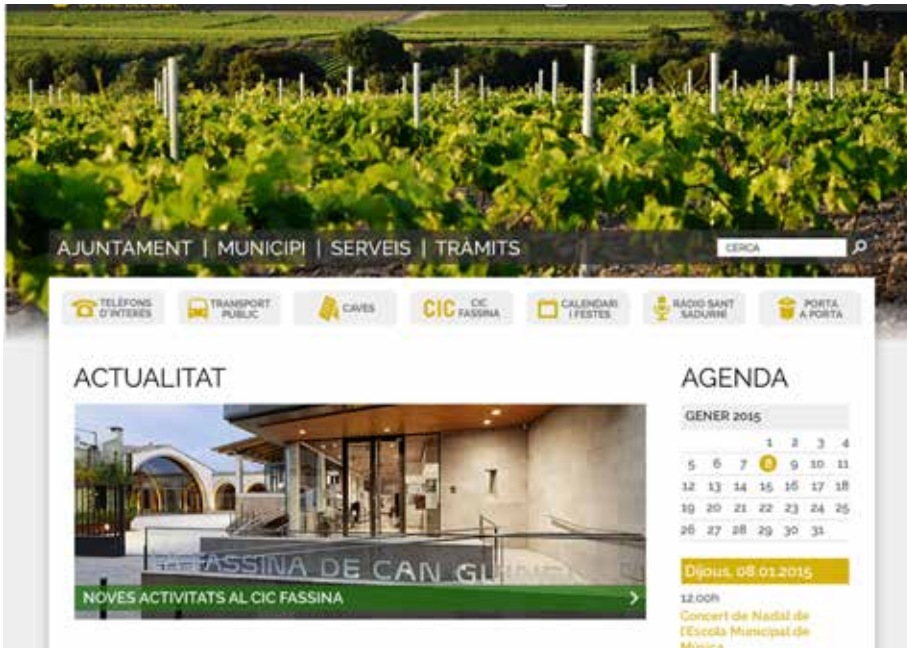 AJUNTAMENT | MUNICIPI | SERVEIS | TRÀMITS
CERCA
TELÈFONS
D'INTERÈS
TRANSPORT
PÚBLIC
CAVES
CIC CIC
FASSINA
CALENDARI
I FESTES
RÀDIO SANT
SADURNÍ
PORTA
A PORTA
ACTUALITAT
FASSINA DE CAN GUINEU
NOVES ACTIVITATS AL CIC FASSINA
AGENDA
GENER 2015
1 2 3 4
5 6 7 8 9 10 11
12 13 14 15 16 17 18
19 20 21 22 23 24 25
26 27 28 29 30 31
Dijous, 08.01.2015
12.00h
Concert de Nadal de
l'Escola Municipal de
Música